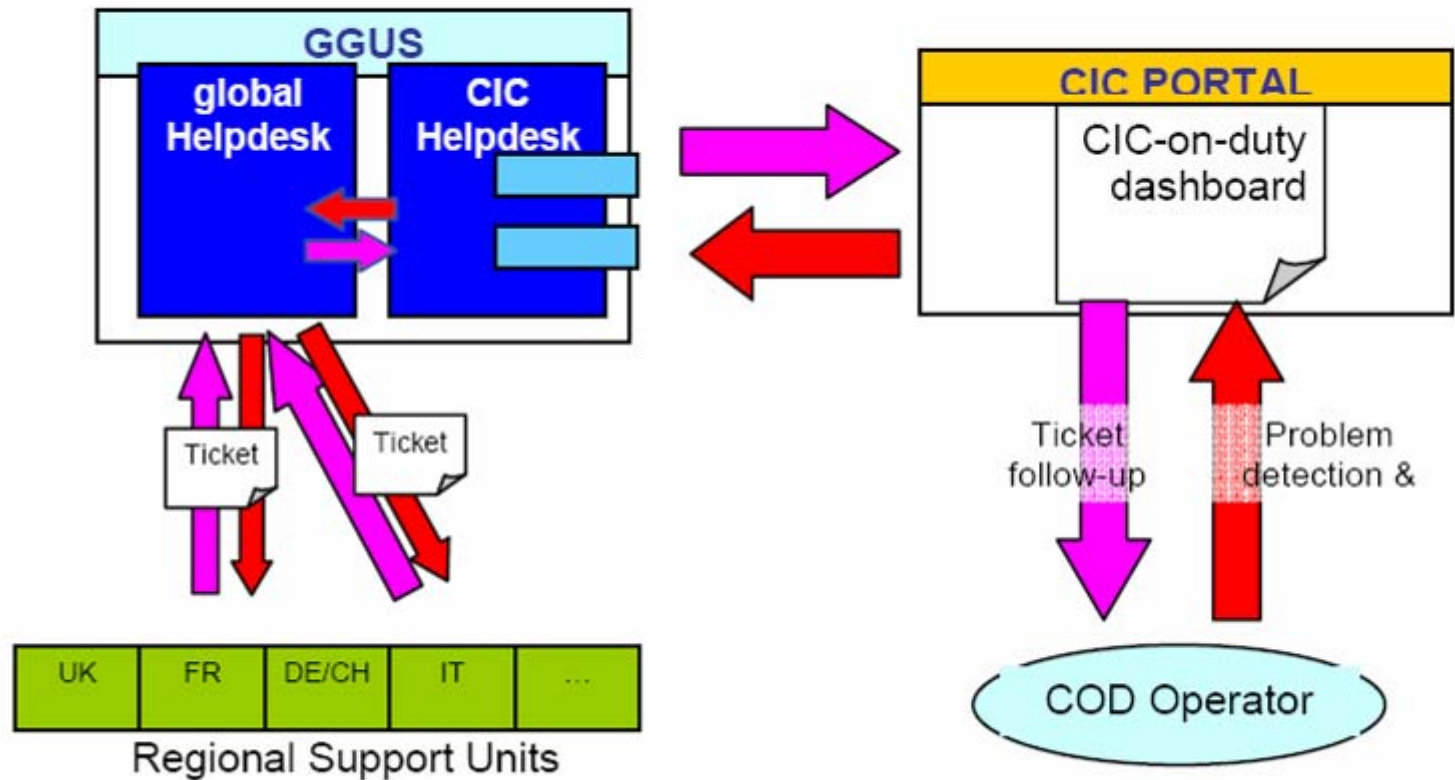 GGUS
global
Helpdesk
CIC
Helpdesk
CIC PORTAL
CIC-on-duty
dashboard
Ticket
Ticket
Ticket
follow-up
Problem
detection &
UK
FR
DE/CH
IT
...
Regional Support Units
COD Operator